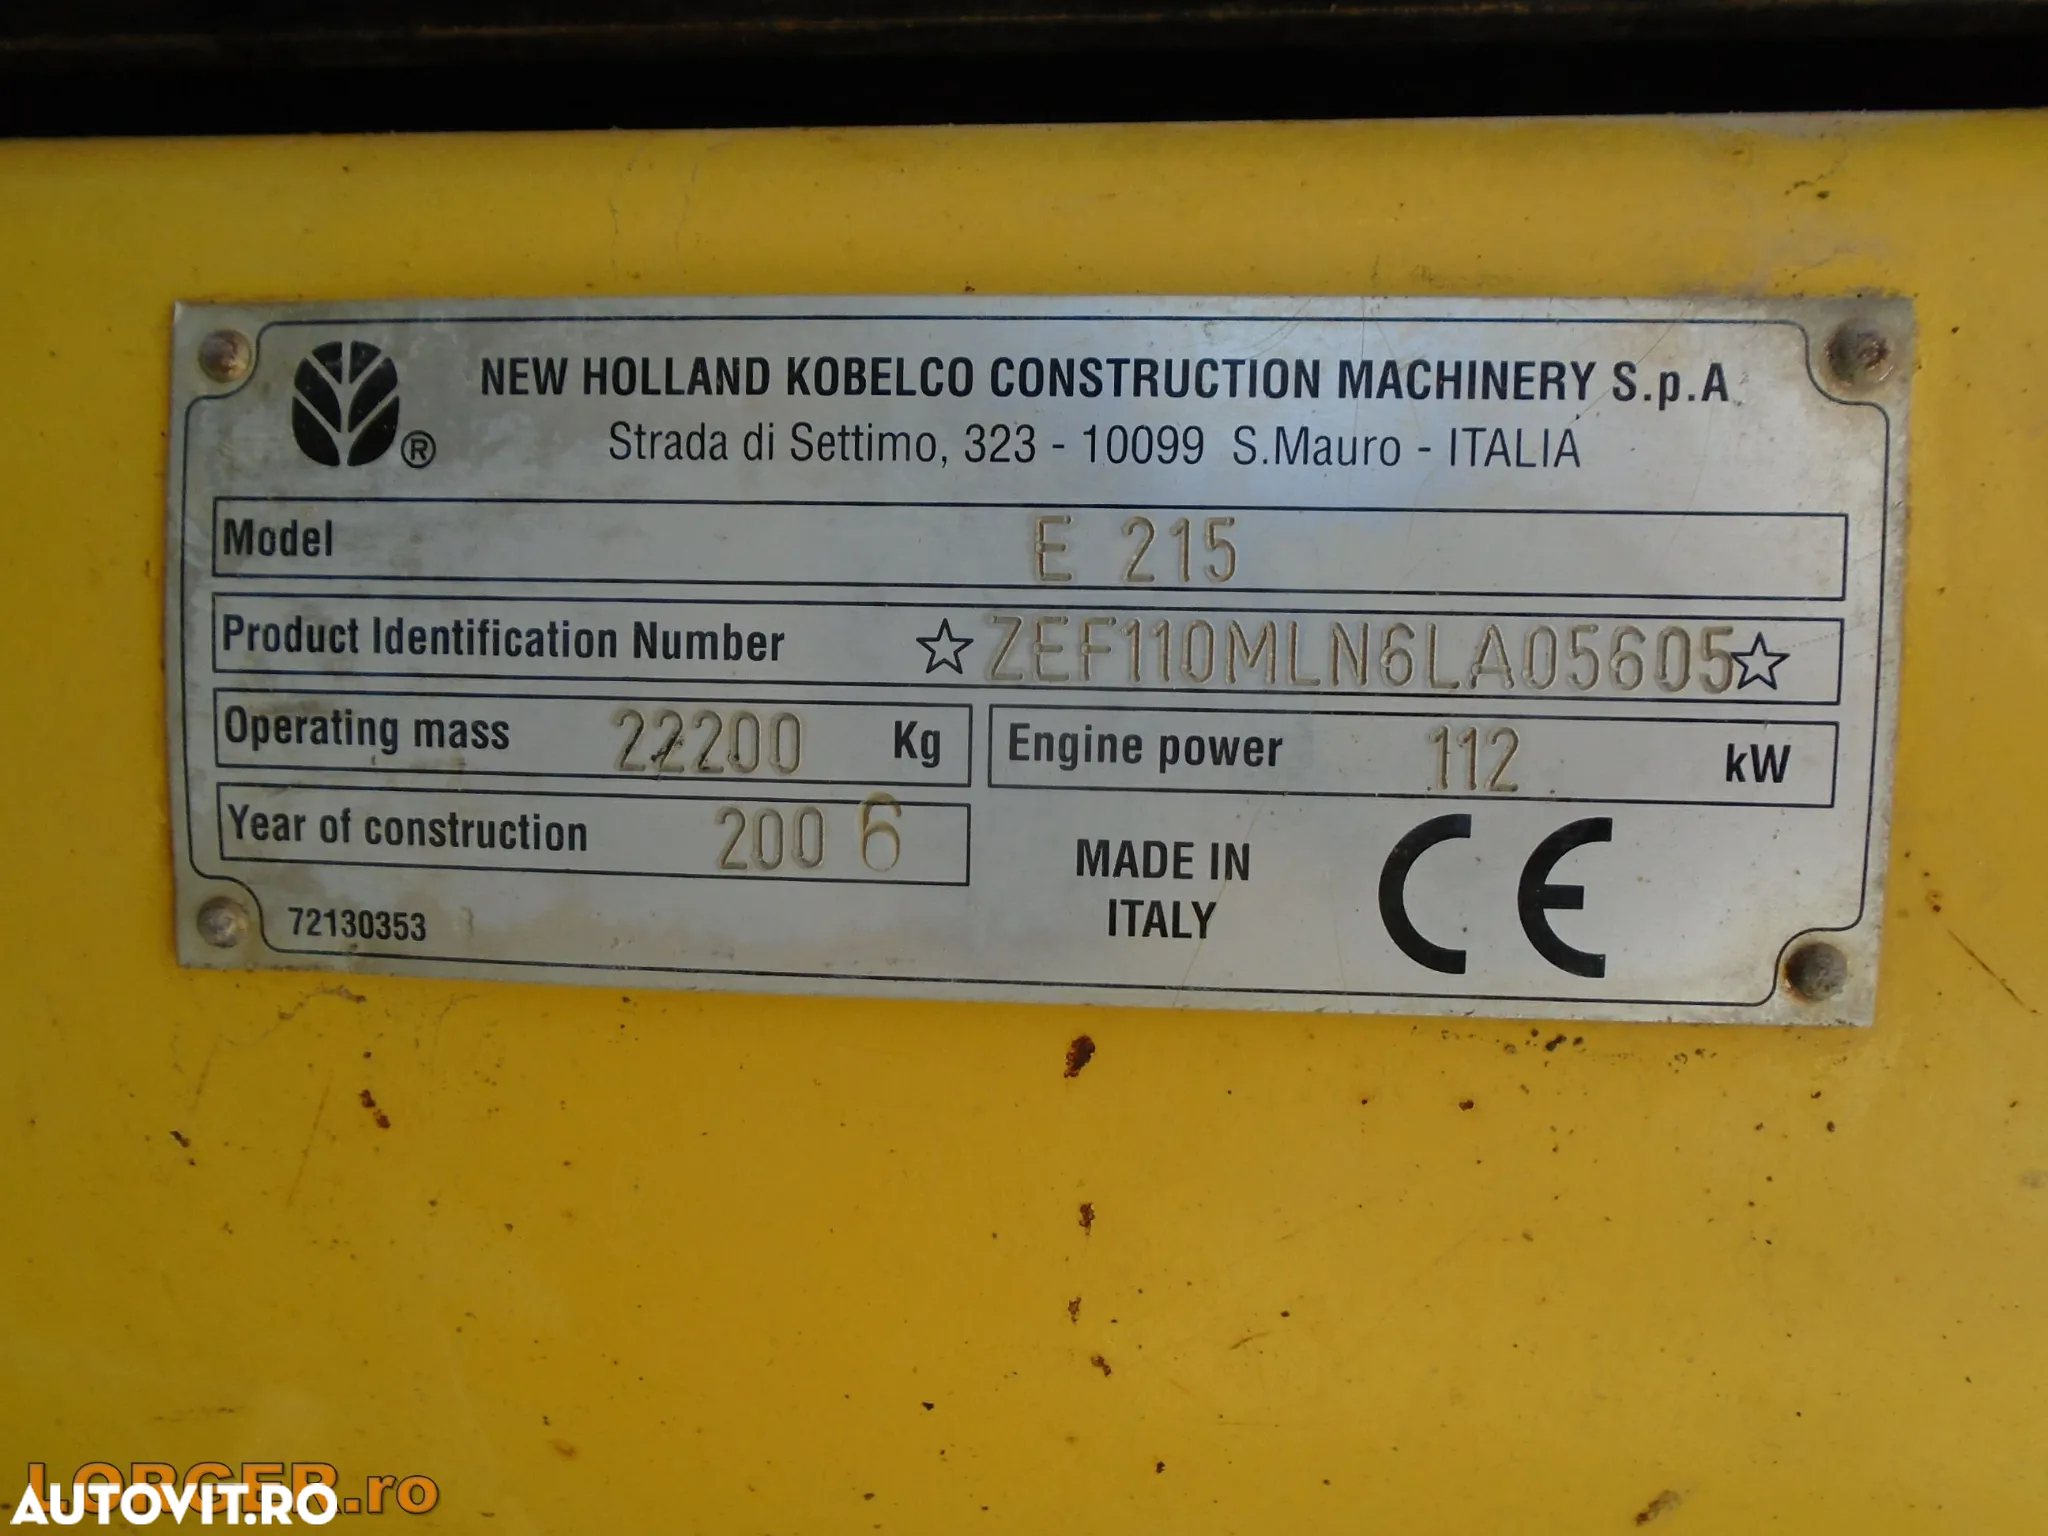 NEW HOLLAND KOBELCO CONSTRUCTION MACHINERY S.p.A
Strada di Settimo, 323 - 10099 S.Mauro - ITALIA
®
Model E 215
Product Identification Number ☆ZEF110MLN6LA05605☆
Operating mass 22200 Kg Engine power 112 kW
Year of construction 2006
MADE IN
ITALY
CE
72130353
LORGER.ro
AUTOVIT.RO